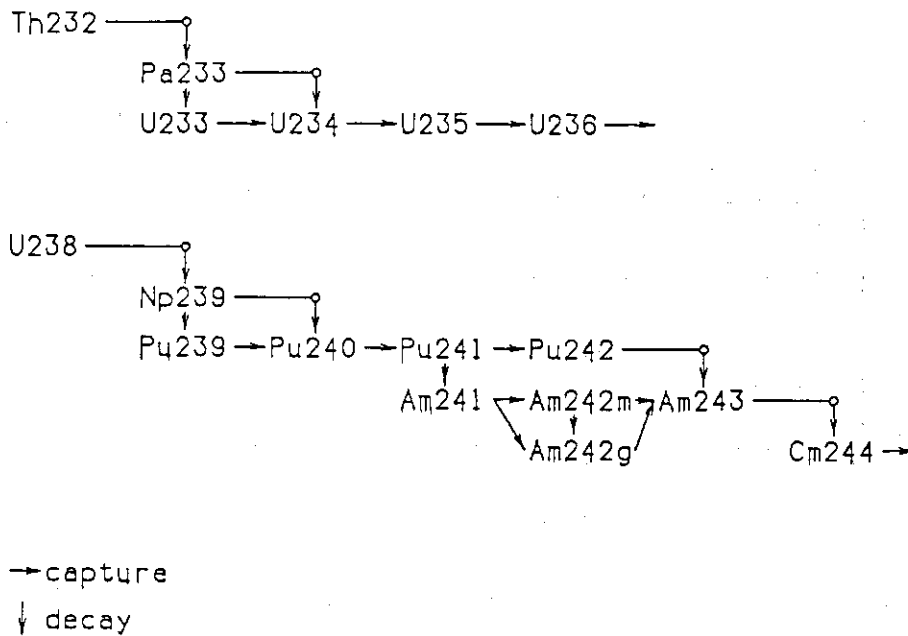 Th232
Pa233
U233 U234 U235 U236
U238
Np239
Pu239 Pu240 Pu241 Pu242
Am241 Am242m Am243
Am242g Cm244
capture
decay